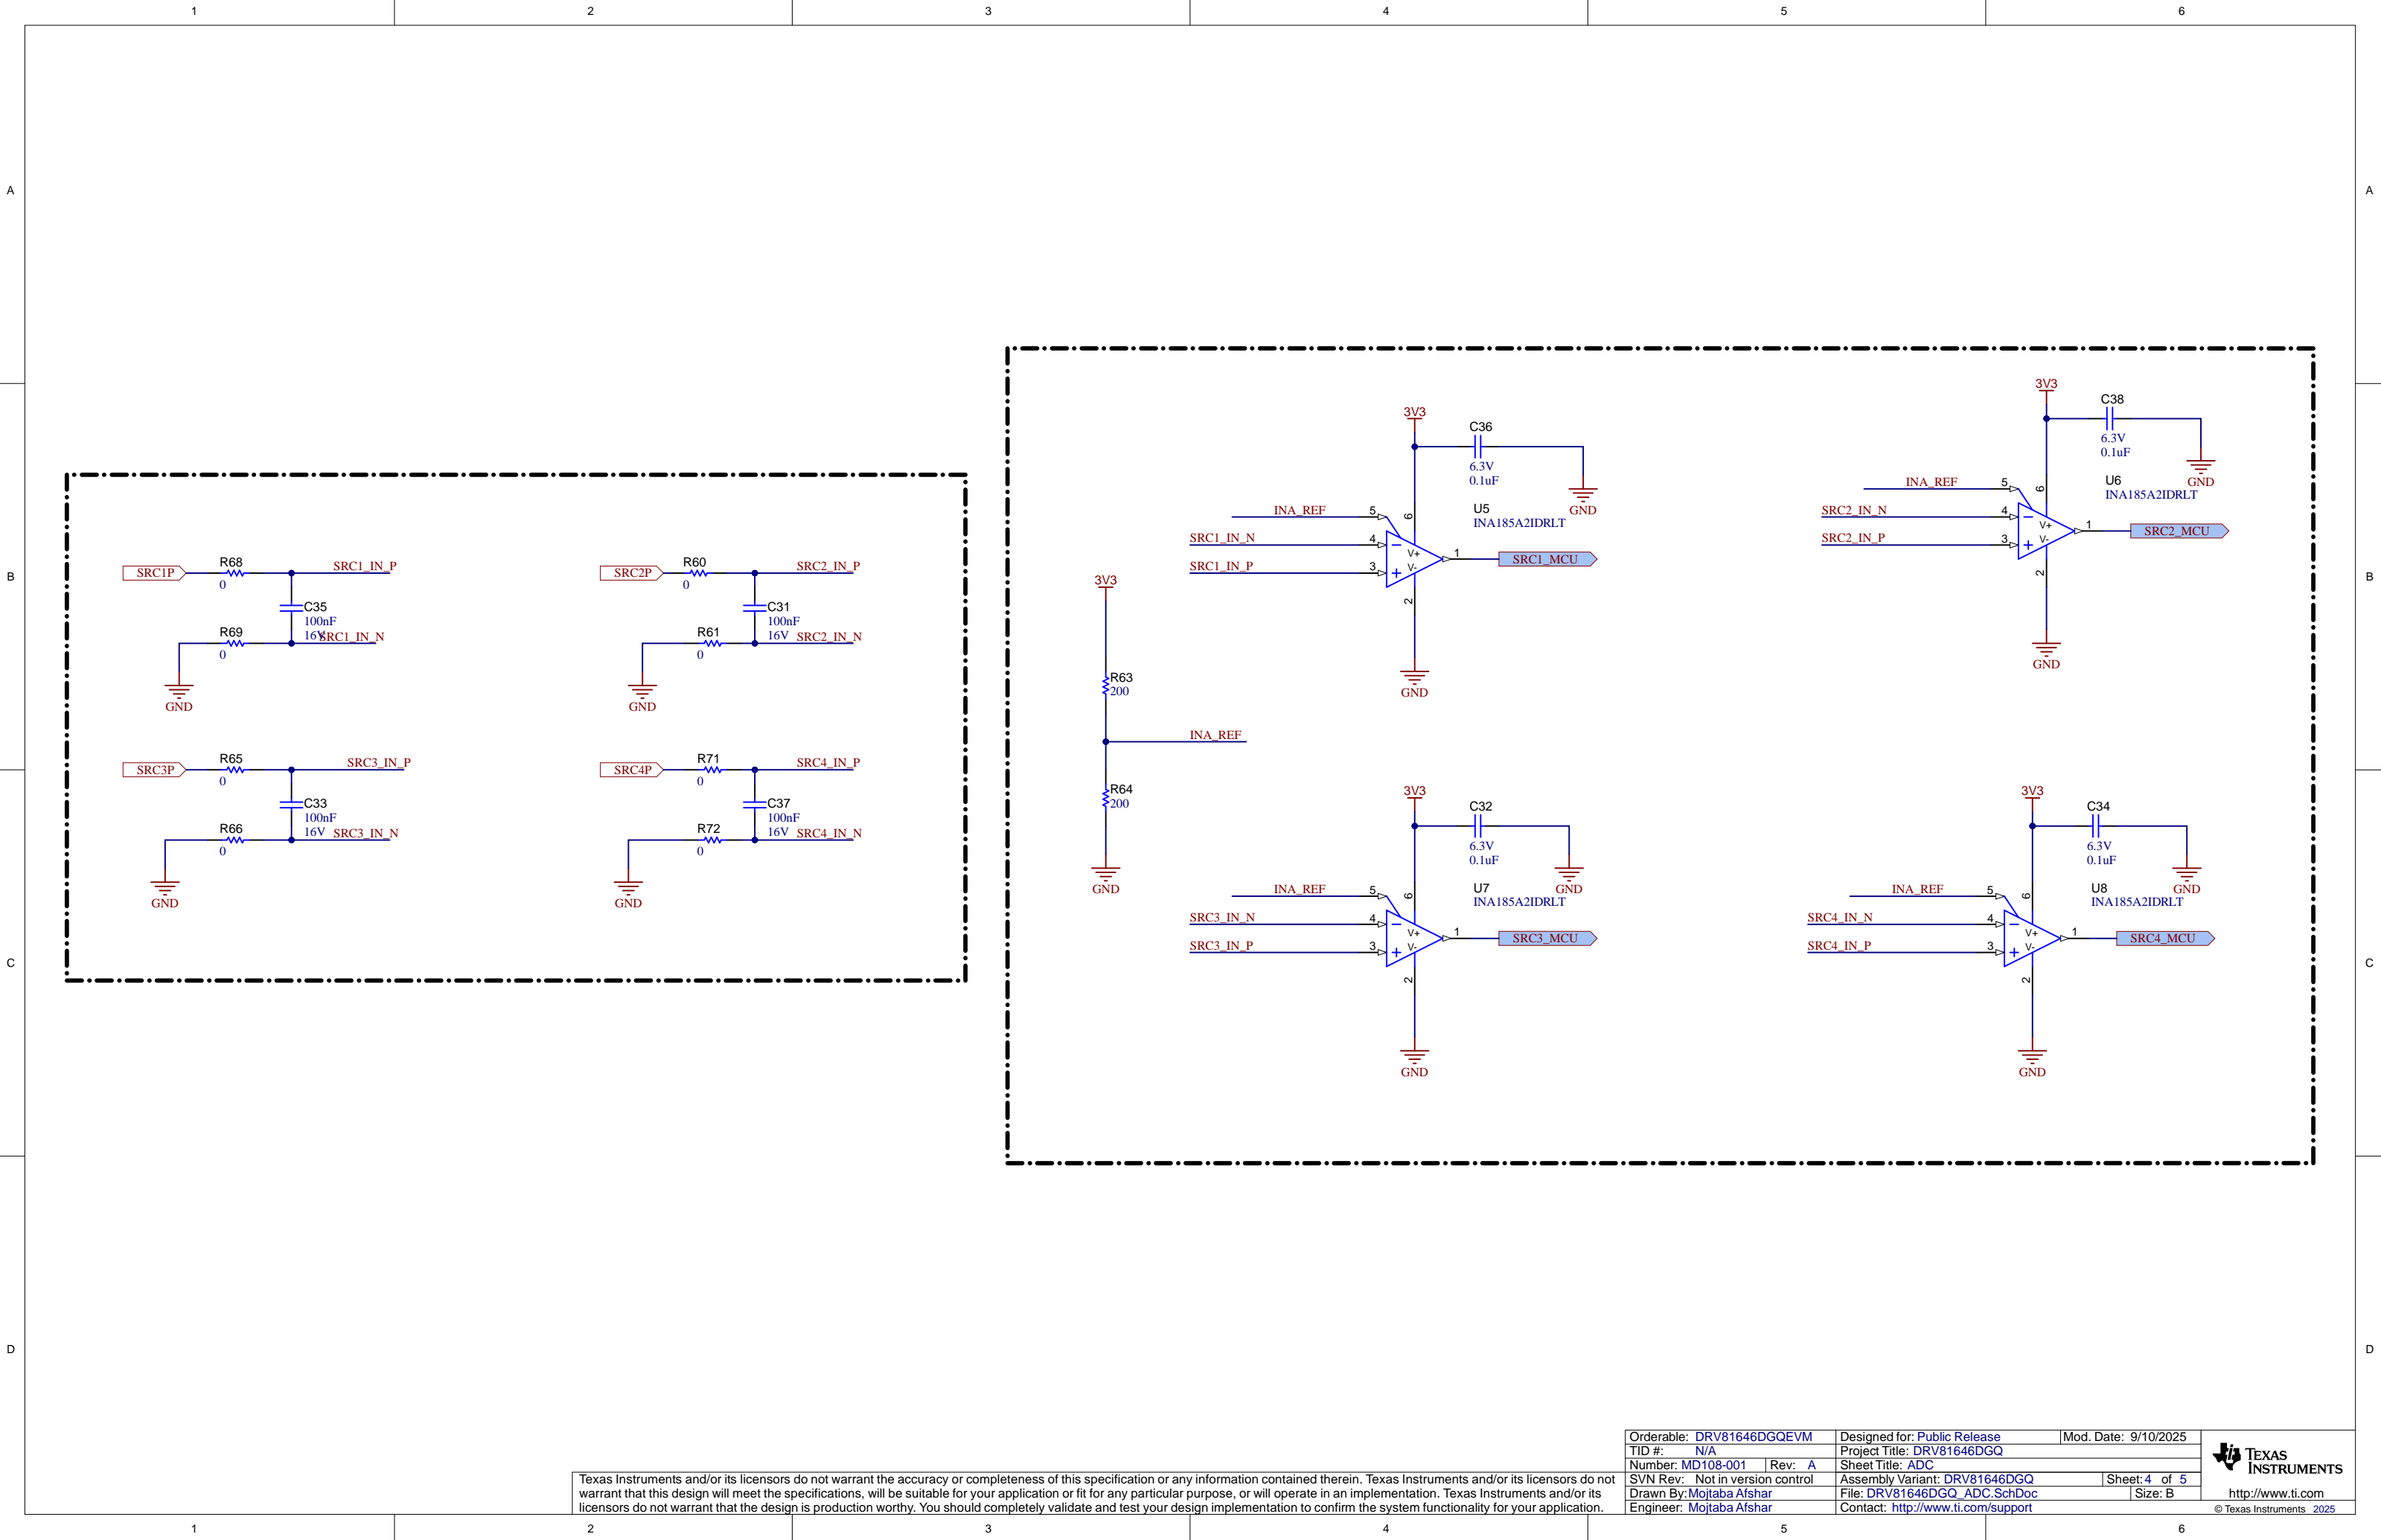 1 2 3 4 5 6
A A
3V3
C38
6.3V
0.1uF
GND
INA_REF 5 6 U6
INA185A2IDRLT
SRC2_IN_N 4
V+
1 SRC2_MCU
SRC2_IN_P 3 V-
2
GND
3V3
C36
6.3V
0.1uF
GND
INA_REF 5 6 U5
INA185A2IDRLT
SRC1_IN_N 4
V+
1 SRC1_MCU
SRC1_IN_P 3 V-
2
GND
B B
SRC1P R68 SRC1_IN_P
0
C35
100nF
16V
R69 SRC1_IN_N
0
GND
SRC2P R60 SRC2_IN_P
0
C31
100nF
16V
R61 SRC2_IN_N
0
GND
3V3
R63
200
INA_REF
R64
200
GND
SRC3P R65 SRC3_IN_P
0
C33
100nF
16V
R66 SRC3_IN_N
0
GND
SRC4P R71 SRC4_IN_P
0
C37
100nF
16V
R72 SRC4_IN_N
0
GND
3V3
C32
6.3V
0.1uF
GND
INA_REF 5 6 U7
INA185A2IDRLT
SRC3_IN_N 4
V+
1 SRC3_MCU
SRC3_IN_P 3 V-
2
GND
3V3
C34
6.3V
0.1uF
GND
INA_REF 5 6 U8
INA185A2IDRLT
SRC4_IN_N 4
V+
1 SRC4_MCU
SRC4_IN_P 3 V-
2
GND
C C
D D
Texas Instruments and/or its licensors do not warrant the accuracy or completeness of this specification or any information contained therein. Texas Instruments and/or its licensors do not
warrant that this design will meet the specifications, will be suitable for your application or fit for any particular purpose, or will operate in an implementation. Texas Instruments and/or its
licensors do not warrant that the design is production worthy. You should completely validate and test your design implementation to confirm the system functionality for your application.
Orderable: DRV81646DGQEVM Designed for: Public Release Mod. Date: 9/10/2025
TID #: N/A Project Title: DRV81646DGQ
Number: MD108-001 Rev: A Sheet Title: ADC
SVN Rev: Not in version control Assembly Variant: DRV81646DGQ Sheet: 4 of 5
Drawn By: Mojtaba Afshar File: DRV81646DGQ_ADC.SchDoc Size: B
Engineer: Mojtaba Afshar Contact: http://www.ti.com/support
TEXAS
INSTRUMENTS
http://www.ti.com
© Texas Instruments 2025
1 2 3 4 5 6